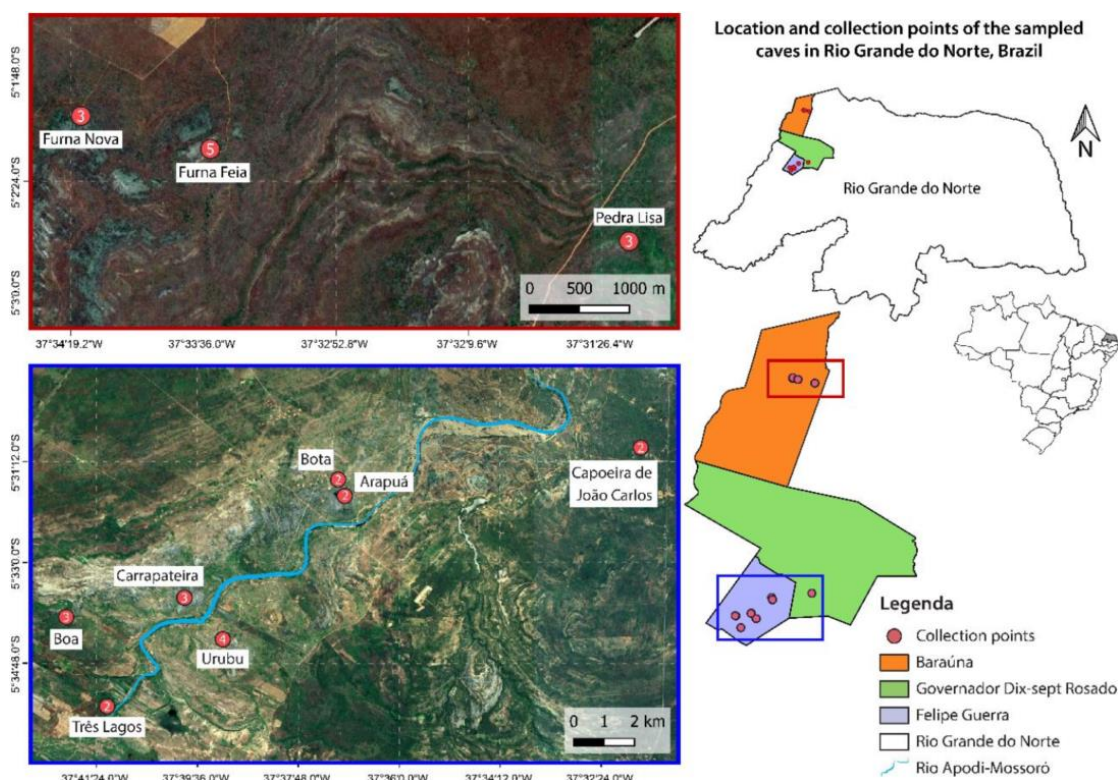 Location and collection points of the sampled
caves in Rio Grande do Norte, Brazil
5°1'48.0"S
5°2'24.0"S
5°3'0.0"S
3
Furna Nova
5
Furna Feia
Pedra Lisa
3
0 500 1000 m
37°34'19.2"W 37°33'36.0"W 37°32'52.8"W 37°32'9.6"W 37°31'26.4"W
N
Rio Grande do Norte
5°31'12.0"S
5°33'0.0"S
5°34'48.0"S
Bota
2
Arapuá
2
2
Capoeira de
João Carlos
Carrapateira
3
3
Boa
4
Urubu
2
Três Lagos
0 1 2 km
37°41'24.0"W 37°39'36.0"W 37°37'48.0"W 37°36'0.0"W 37°34'12.0"W 37°32'24.0"W
Legenda
Collection points
Baraúna
Governador Dix-sept Rosado
Felipe Guerra
Rio Grande do Norte
Rio Apodi-Mossoró